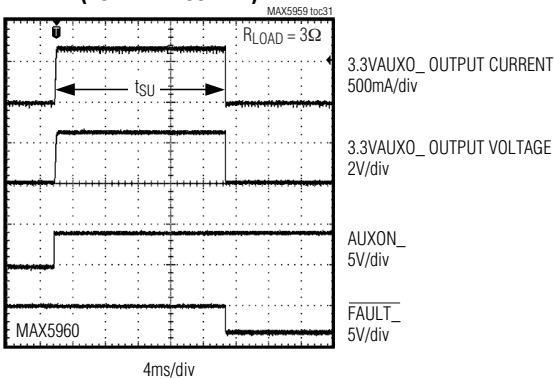 MAX5959 toc31
RLOAD = 3Ω
3.3VAUXO_ OUTPUT CURRENT
500mA/div
tSU
3.3VAUXO_ OUTPUT VOLTAGE
2V/div
AUXON_
5V/div
FAULT_
5V/div
MAX5960
4ms/div